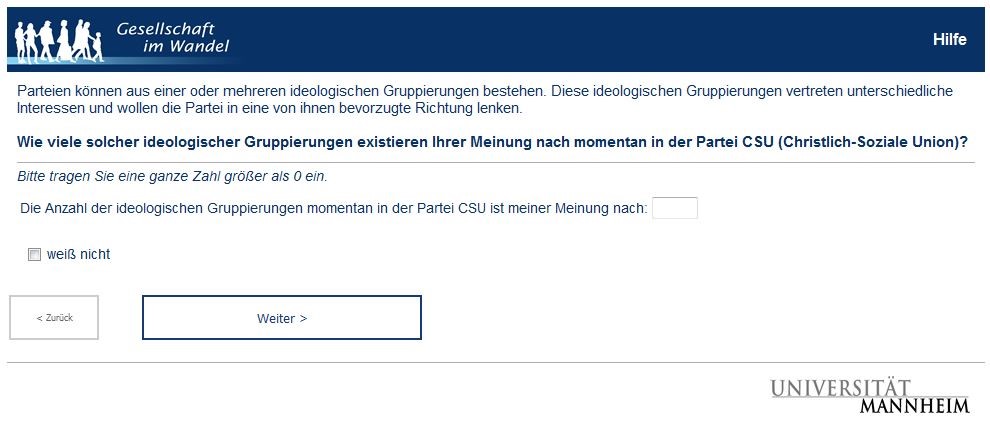 Gesellschaft
im Wandel
Hilfe
Parteien können aus einer oder mehreren ideologischen Gruppierungen bestehen. Diese ideologischen Gruppierungen vertreten unterschiedliche
Interessen und wollen die Partei in eine von ihnen bevorzugte Richtung lenken.
Wie viele solcher ideologischer Gruppierungen existieren Ihrer Meinung nach momentan in der Partei CSU (Christlich-Soziale Union)?
Bitte tragen Sie eine ganze Zahl größer als 0 ein.
Die Anzahl der ideologischen Gruppierungen momentan in der Partei CSU ist meiner Meinung nach:
weiß nicht
< Zurück
Weiter >
UNIVERSITÄT
MANNHEIM